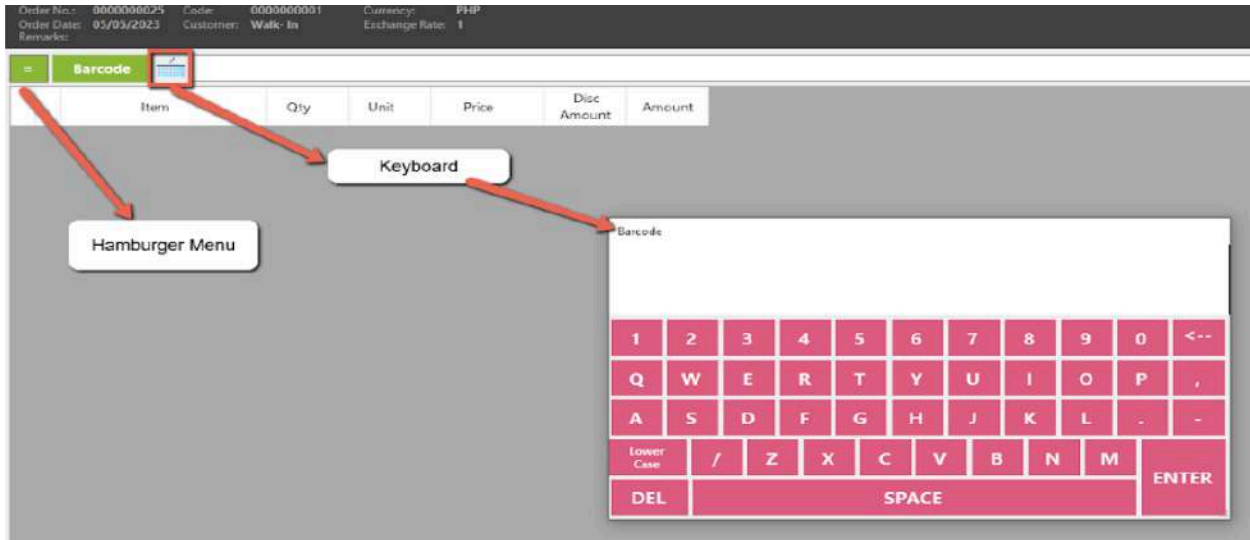 Order No.: 0000000025 Code: 0000000001 Currency: PHP
Order Date: 05/05/2023 Customer: Walk- In Exchange Rate: 1
Remarks:
= Barcode
Item Qty Unit Price Disc Amount Amount
Keyboard
Hamburger Menu
Barcode
1 2 3 4 5 6 7 8 9 0 <--
Q W E R T Y U I O P ,
A S D F G H J K L . -
Lower Case / Z X C V B N M ENTER
DEL SPACE